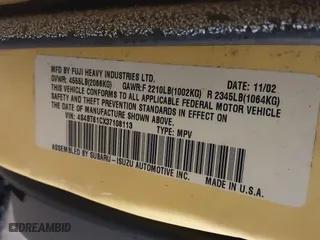 MFD BY FUJI HEAVY INDUSTRIES LTD. 11/02
GVWR: 4555LB(2066KG) GAWR:F 2210LB(1002KG) R 2345LB(1064KG)
THIS VEHICLE CONFORMS TO ALL APPLICABLE FEDERAL MOTOR VEHICLE
SAFETY AND THEFT PREVENTION STANDARDS IN EFFECT ON THE
DATE OF MANUFACTURE SHOWN ABOVE.
VIN: 4S4BT61CX37108113 TYPE: MPV
ASSEMBLED BY SUBARU-ISUZU AUTOMOTIVE INC. MADE IN U.S.A.
© DREAMBID